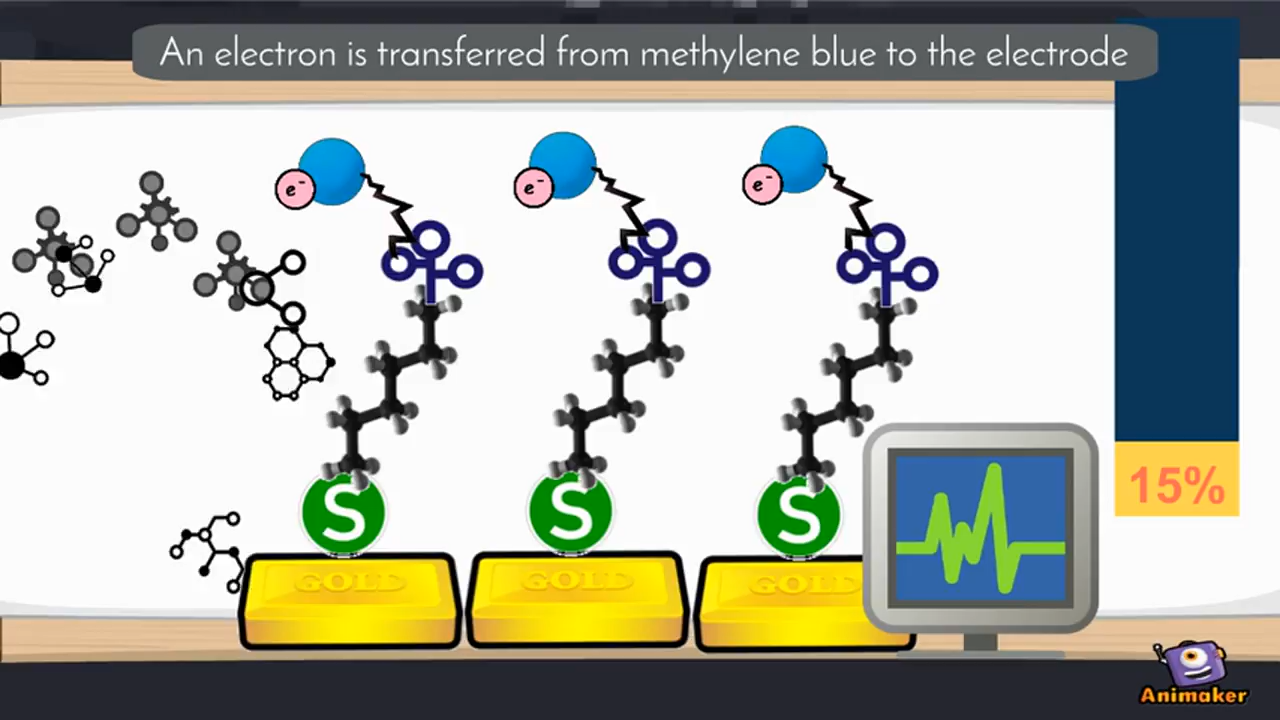 An electron is transferred from methylene blue to the electrode
e⁻ e⁻ e⁻
15%
S S S
GOLD GOLD GOLD
Animaker